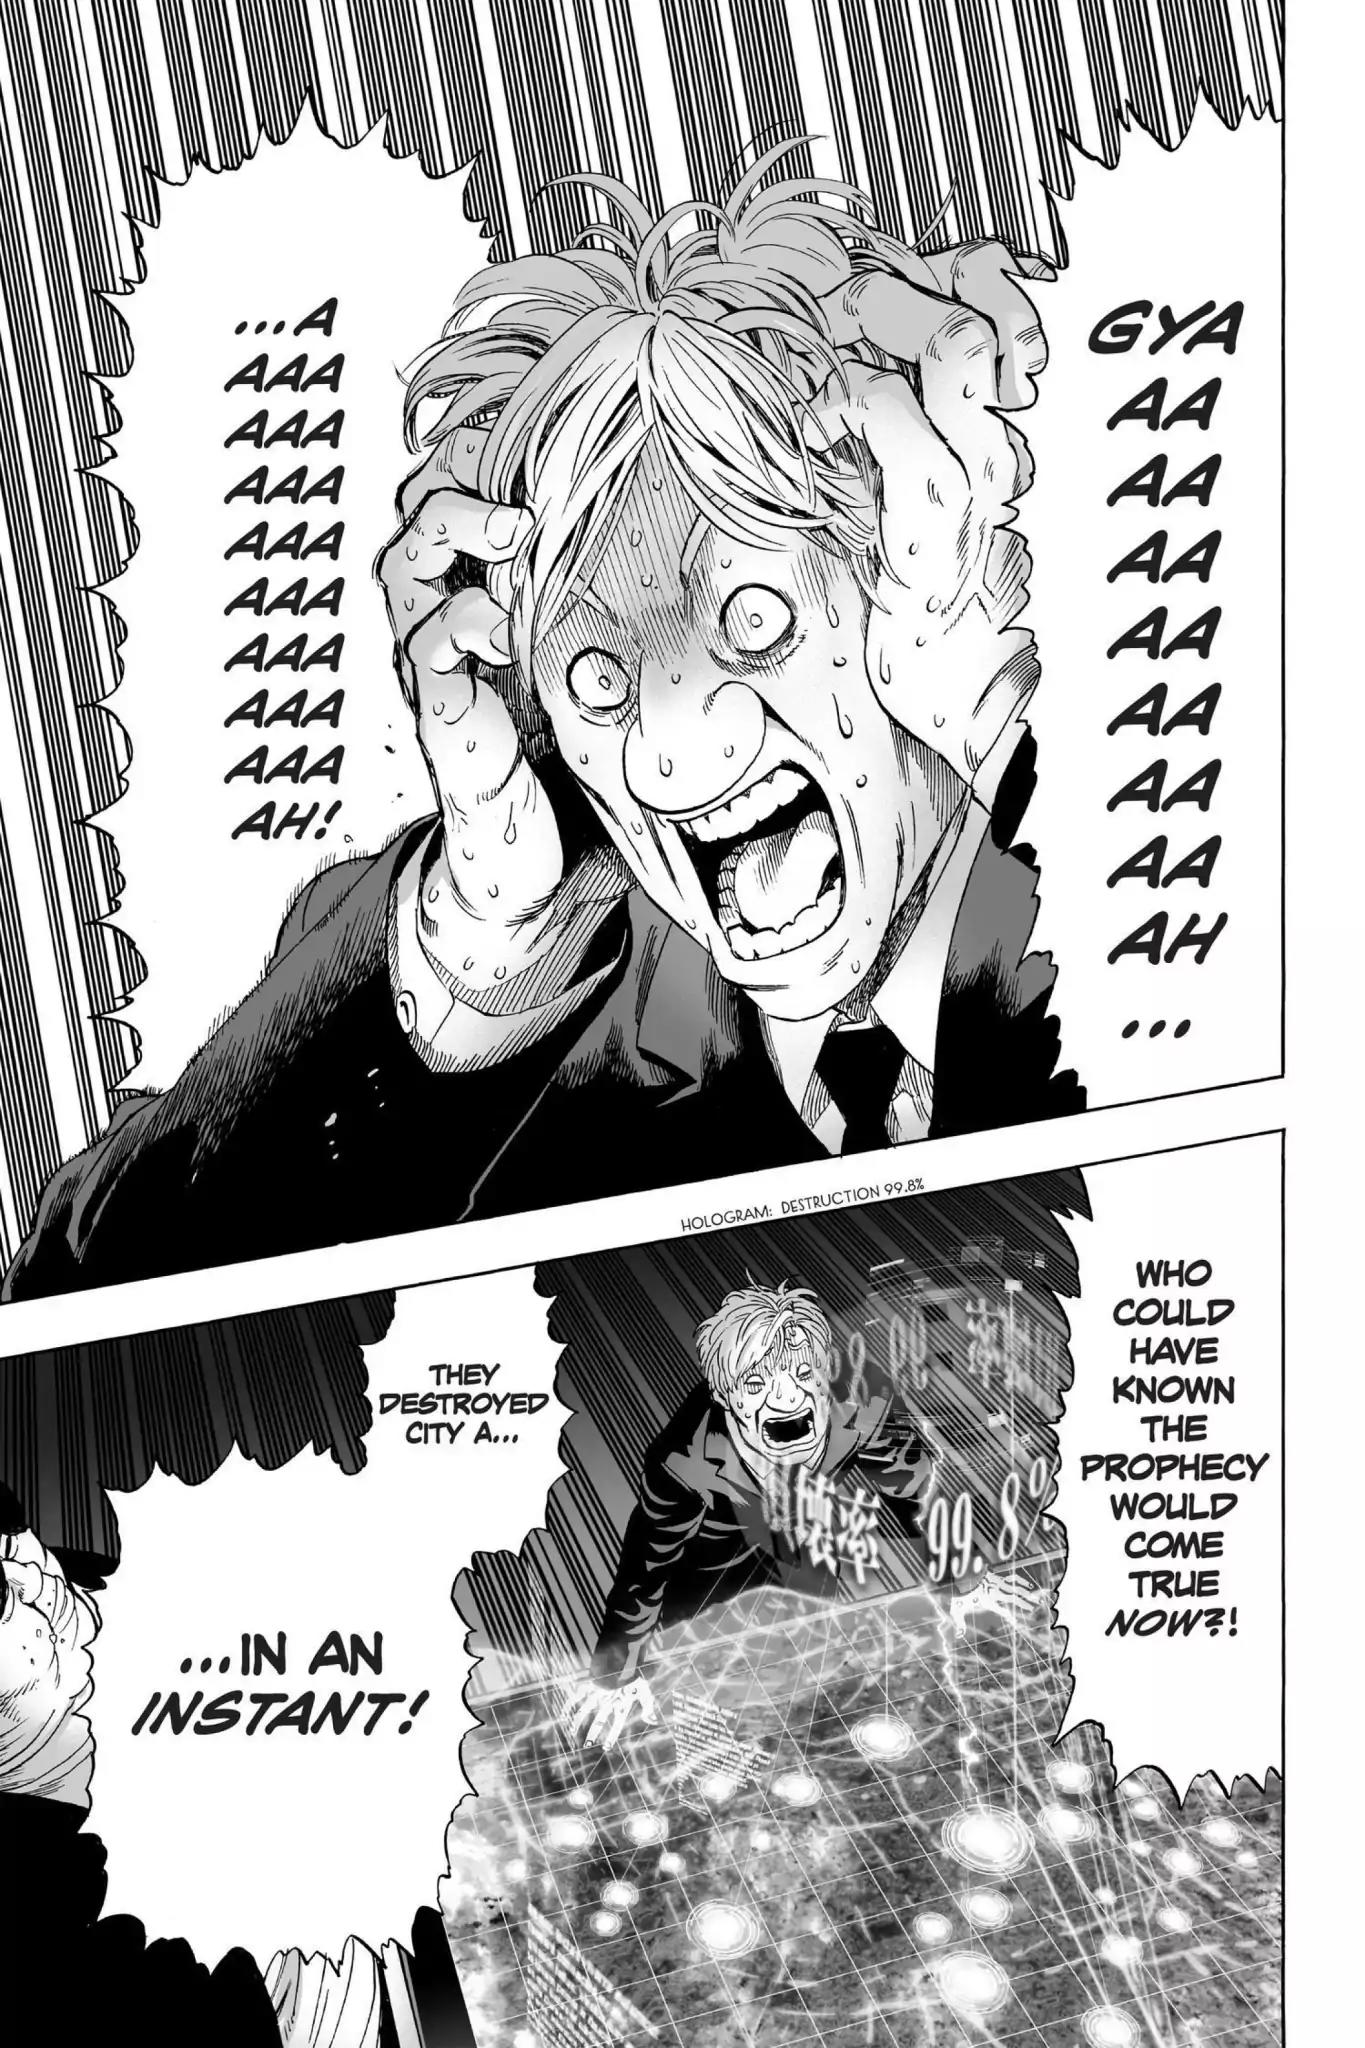 GYA
AA
AA
AA
AA
AA
AA
AA
AH
...
...A
AAA
AAA
AAA
AAA
AAA
AAA
AAA
AAA
AH!
HOLOGRAM: DESTRUCTION 99.8%
WHO
COULD
HAVE
KNOWN
THE
PROPHECY
WOULD
COME
TRUE
NOW?!
壊率 99.8%
THEY
DESTROYED
CITY A...
...IN AN
INSTANT!